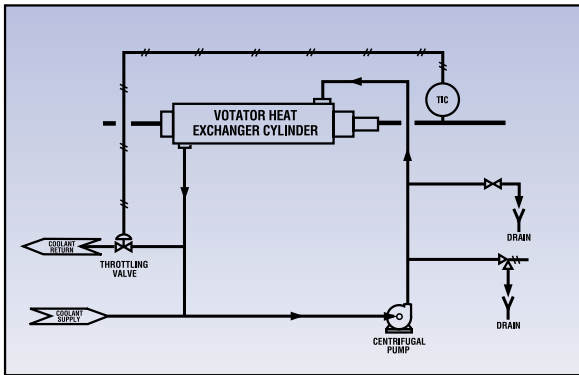 TIC
VOTATOR HEAT
EXCHANGER CYLINDER
DRAIN
COOLANT
RETURN
THROTTLING
VALVE
COOLANT
SUPPLY
DRAIN
CENTRIFUGAL
PUMP